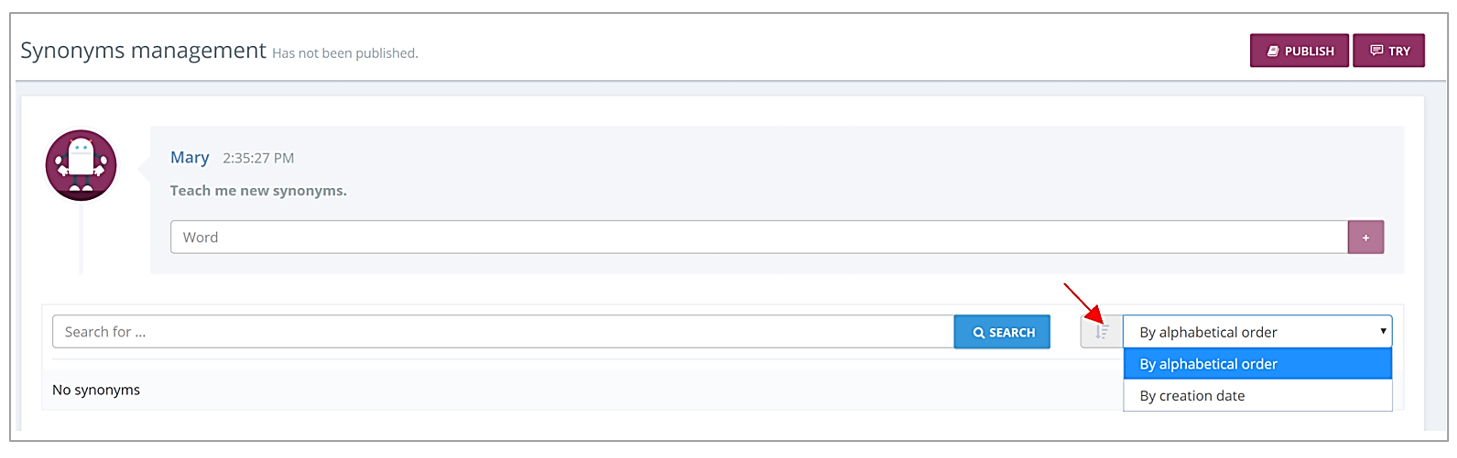 Synonyms management Has not been published.
PUBLISH
TRY
Mary 2:35:27 PM
Teach me new synonyms.
Word
+
Search for ...
SEARCH
By alphabetical order
By alphabetical order
By creation date
No synonyms